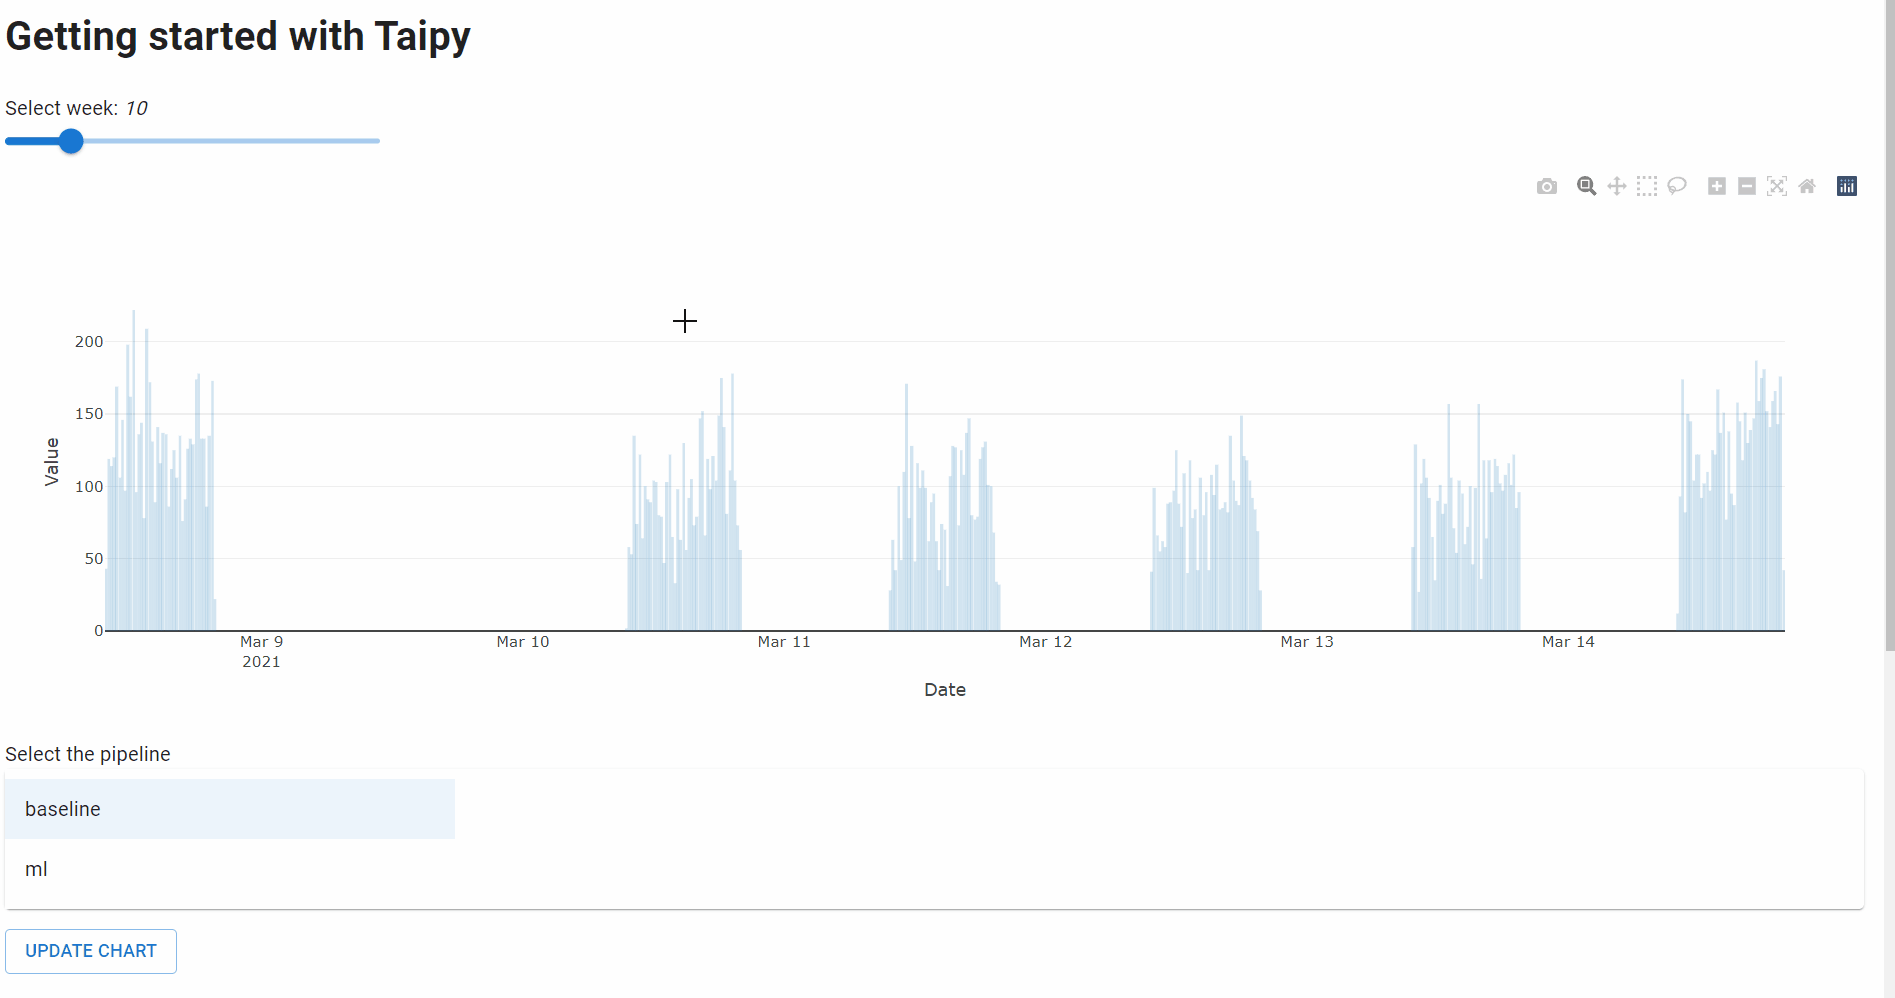 Getting started with Taipy
Select week: 10
200
150
100
50
0
Value
Mar 9
2021
Mar 10
Mar 11
Mar 12
Mar 13
Mar 14
Date
Select the pipeline
baseline
ml
UPDATE CHART